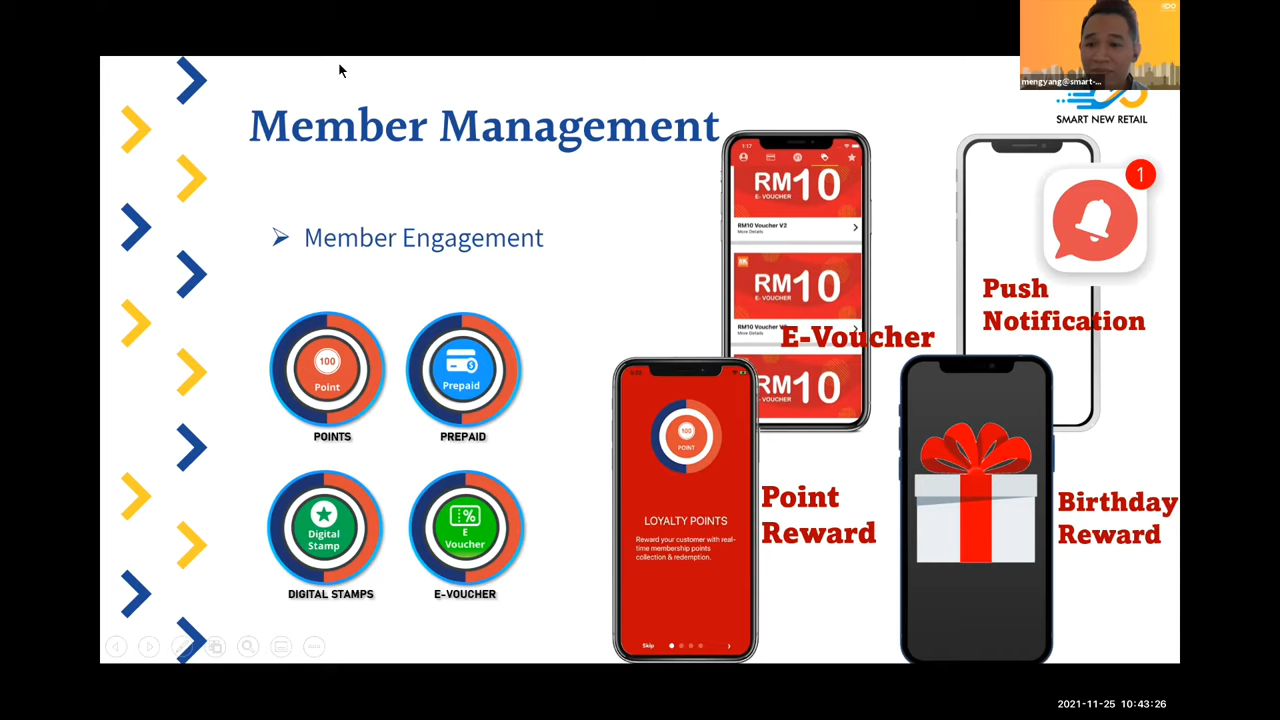 mengyang@smart-...
SMART NEW RETAIL
Member Management
Member Engagement
100
Point
POINTS
Prepaid
PREPAID
Digital
Stamp
DIGITAL STAMPS
E
Voucher
E-VOUCHER
1:17
RM10
E- VOUCHER
RM10 Voucher V2
More Details
RM10
E- VOUCHER
RM10
E-Voucher
1
Push
Notification
100
POINT
LOYALTY POINTS
Reward your customer with real-
time membership points
collection & redemption.
Skip
Point
Reward
Birthday
Reward
2021-11-25 10:43:26